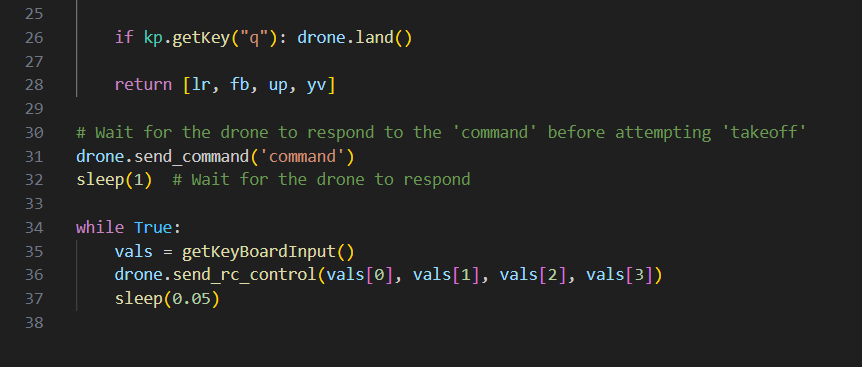 25
26 if kp.getKey("q"): drone.land()
27
28 return [lr, fb, up, yv]
29
30 # Wait for the drone to respond to the 'command' before attempting 'takeoff'
31 drone.send_command('command')
32 sleep(1)  # Wait for the drone to respond
33
34 while True:
35 vals = getKeyBoardInput()
36 drone.send_rc_control(vals[0], vals[1], vals[2], vals[3])
37 sleep(0.05)
38